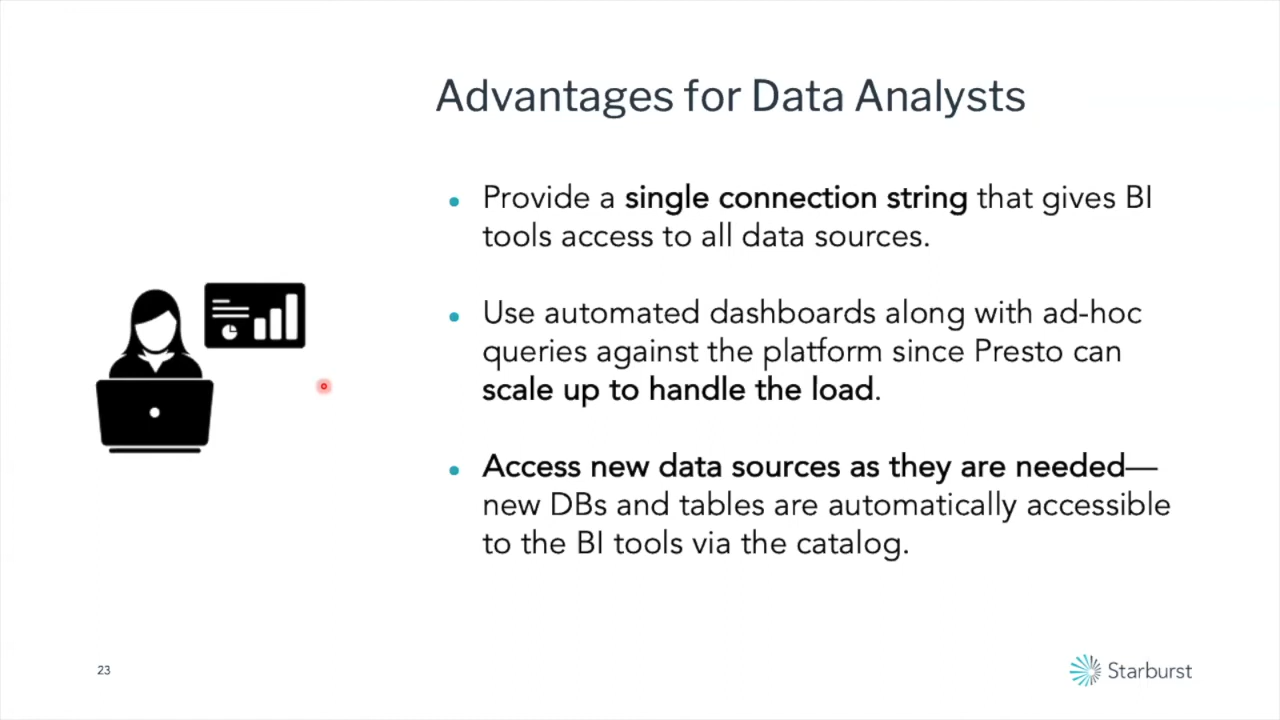 Advantages for Data Analysts
• Provide a single connection string that gives BI
tools access to all data sources.
• Use automated dashboards along with ad-hoc
queries against the platform since Presto can
scale up to handle the load.
• Access new data sources as they are needed—
new DBs and tables are automatically accessible
to the BI tools via the catalog.
23
Starburst